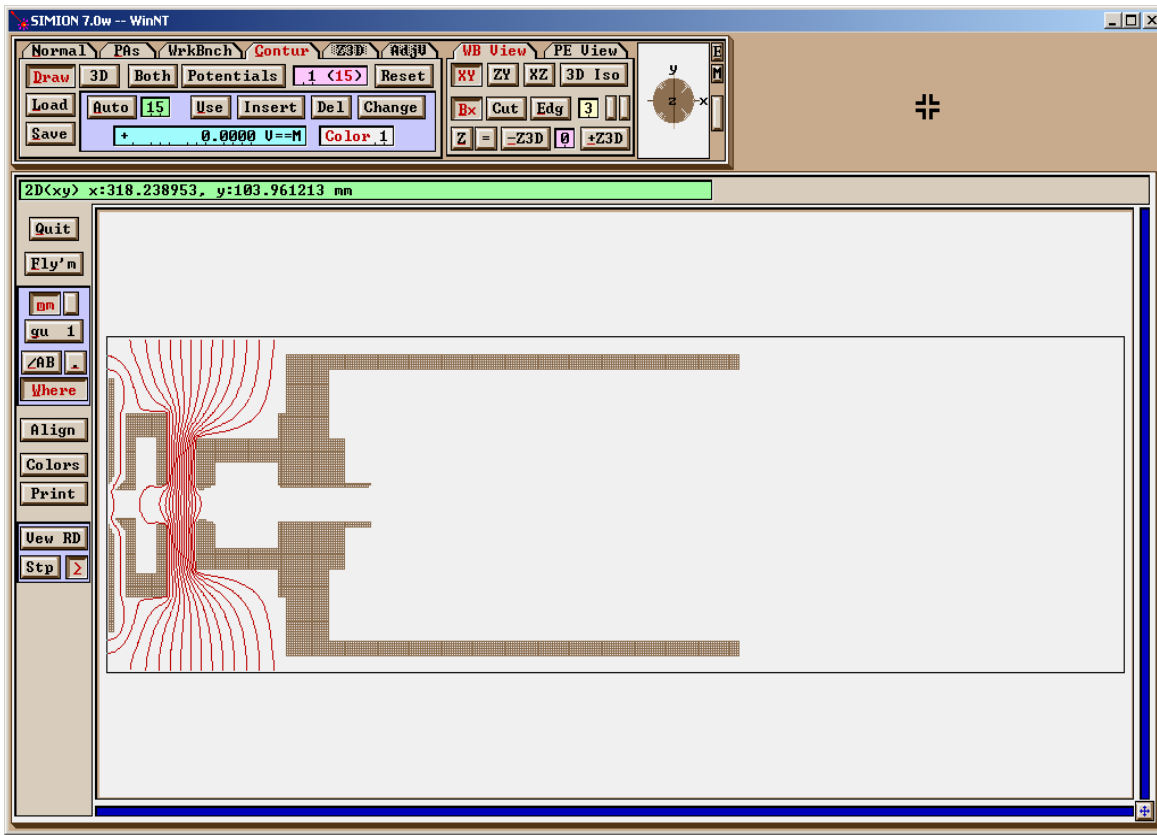 SIMION 7.0w -- WinNT
Normal PAs WrkBnch Contur Z3D AdjV WB View PE View
Draw 3D Both Potentials 1 (15) Reset XY ZY XZ 3D Iso
Load Auto 15 Use Insert Del Change Bx Cut Edg 3
Save + 0.0000 V==M Color 1 Z = -Z3D 0 +Z3D
y
z x
E
M
2D(xy) x:318.238953, y:103.961213 mm
Quit
Fly'm
mm
gu 1
∠AB .
Where
Align
Colors
Print
Vew RD
Stp >